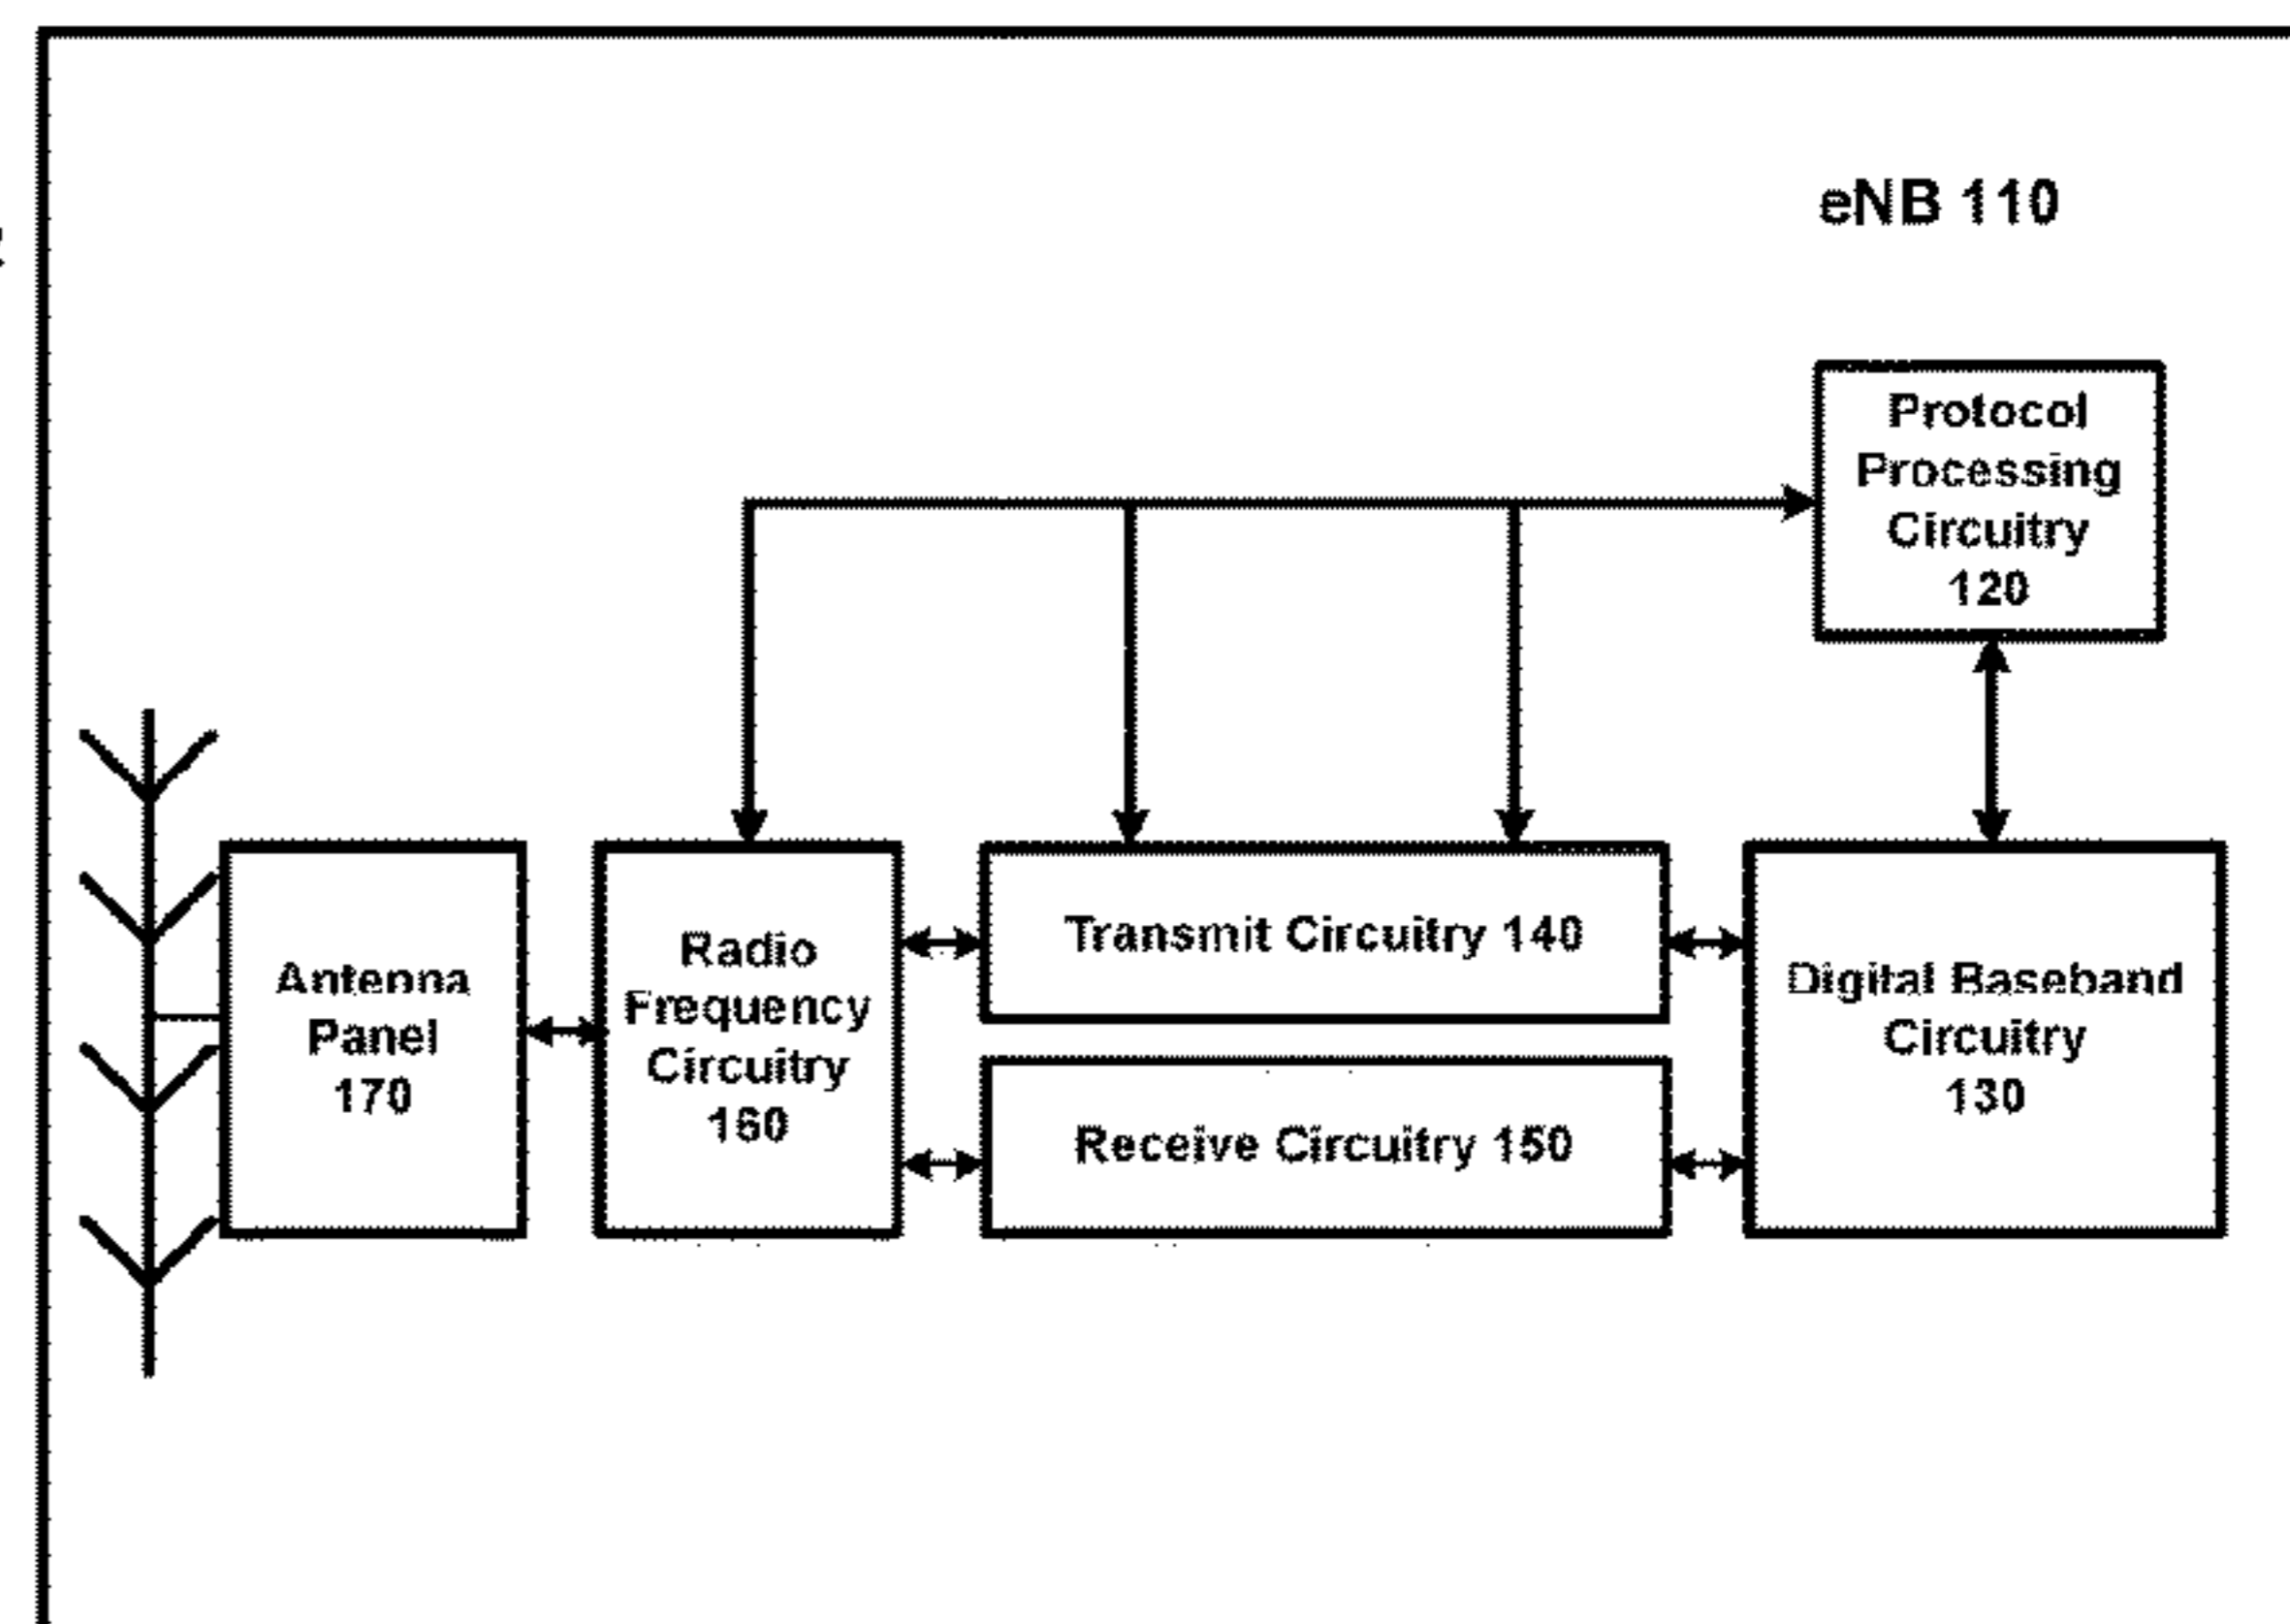 eNB 110
Protocol
Processing
Circuitry
120
Antenna
Panel
170
Radio
Frequency
Circuitry
160
Transmit Circuitry 140
Receive Circuitry 150
Digital Baseband
Circuitry
130